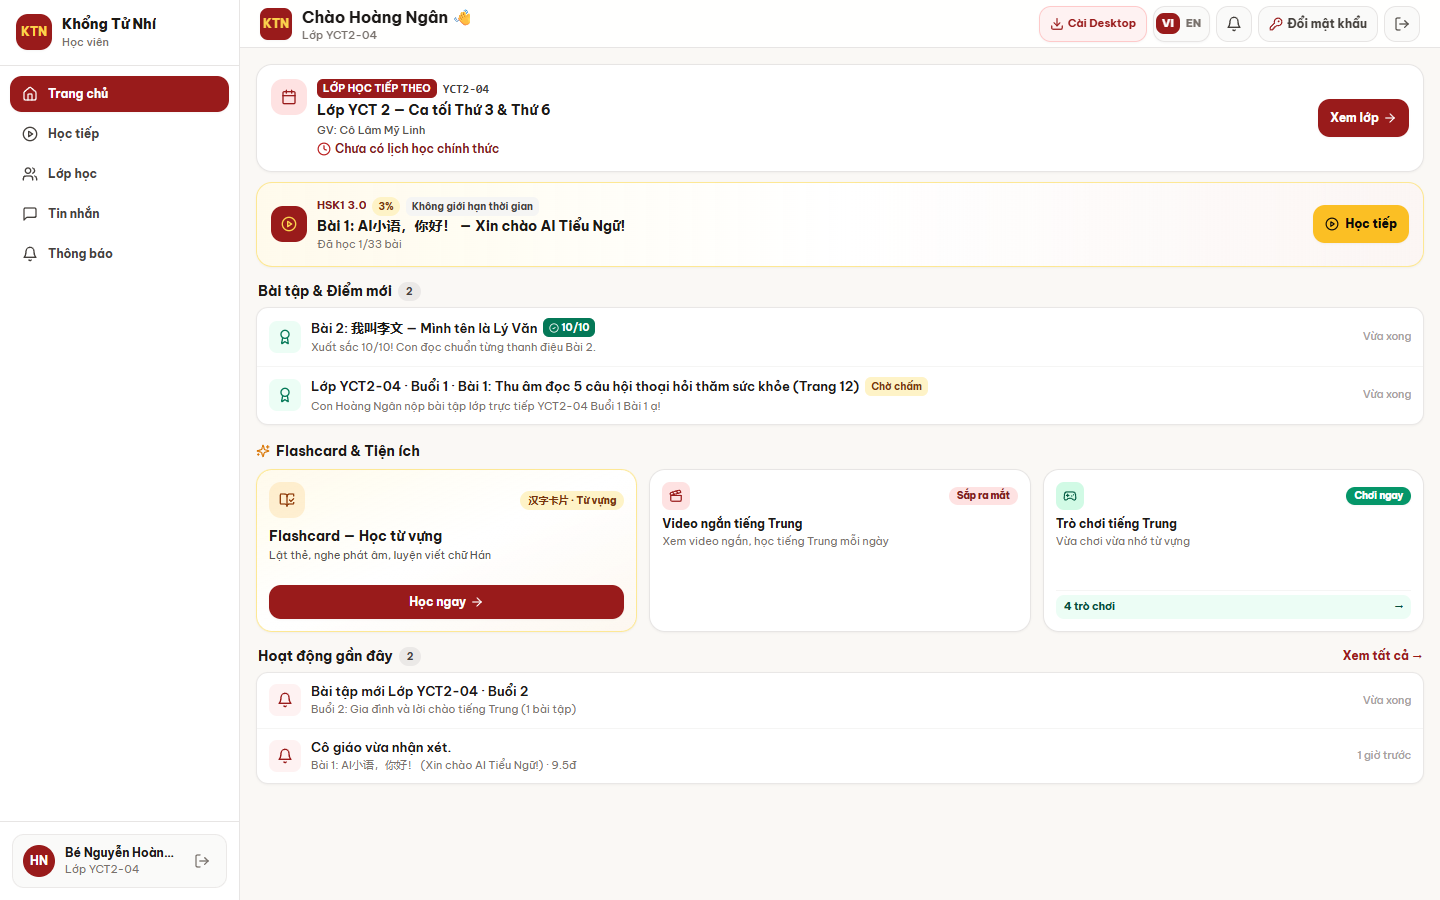 KTN
Khổng Tử Nhí
Học viên
Trang chủ
Học tiếp
Lớp học
Tin nhắn
Thông báo
HN
Bé Nguyễn Hoàn...
Lớp YCT2-04
KTN
Chào Hoàng Ngân 👋
Lớp YCT2-04
Cài Desktop
VI EN
Đổi mật khẩu
LỚP HỌC TIẾP THEO YCT2-04
Lớp YCT 2 — Ca tối Thứ 3 & Thứ 6
GV: Cô Lâm Mỹ Linh
Chưa có lịch học chính thức
Xem lớp →
HSK1 3.0 3% Không giới hạn thời gian
Bài 1: AI小语，你好！ — Xin chào AI Tiểu Ngữ!
Đã học 1/33 bài
Học tiếp
Bài tập & Điểm mới 2
Bài 2: 我叫李文 — Mình tên là Lý Văn 10/10
Xuất sắc 10/10! Con đọc chuẩn từng thanh điệu Bài 2.
Vừa xong
Lớp YCT2-04 · Buổi 1 · Bài 1: Thu âm đọc 5 câu hội thoại hỏi thăm sức khỏe (Trang 12) Chờ chấm
Con Hoàng Ngân nộp bài tập lớp trực tiếp YCT2-04 Buổi 1 Bài 1 ạ!
Vừa xong
Flashcard & Tiện ích
汉字卡片 · Từ vựng
Flashcard — Học từ vựng
Lật thẻ, nghe phát âm, luyện viết chữ Hán
Học ngay →
Sắp ra mắt
Video ngắn tiếng Trung
Xem video ngắn, học tiếng Trung mỗi ngày
Chơi ngay
Trò chơi tiếng Trung
Vừa chơi vừa nhớ từ vựng
4 trò chơi →
Hoạt động gần đây 2
Xem tất cả →
Bài tập mới Lớp YCT2-04 · Buổi 2
Buổi 2: Gia đình và lời chào tiếng Trung (1 bài tập)
Vừa xong
Cô giáo vừa nhận xét.
Bài 1: AI小语，你好！ (Xin chào AI Tiểu Ngữ!) · 9.5đ
1 giờ trước